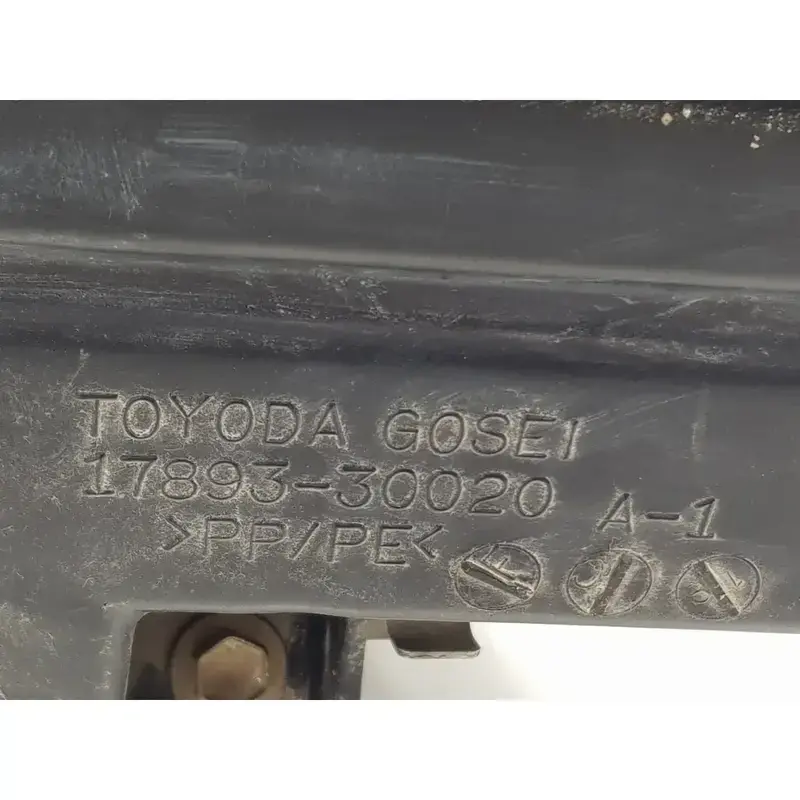 TOYODA GOSEI
17893-30020 A-1
>PP/PE<